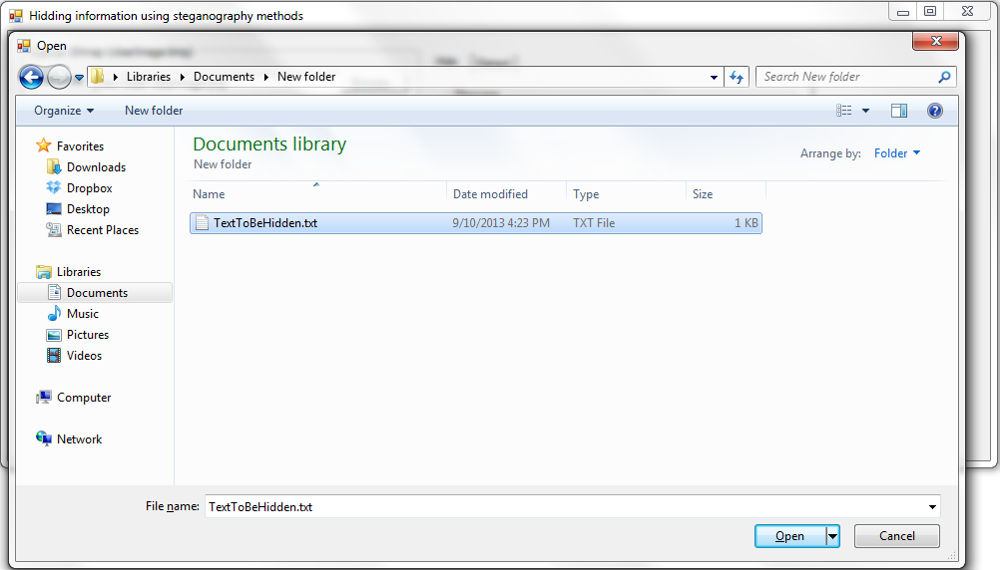 Hidding information using steganography methods
Open
Libraries Documents New folder
Search New folder
Organize New folder
Favorites
Downloads
Dropbox
Desktop
Recent Places
Libraries
Documents
Music
Pictures
Videos
Computer
Network
Documents library
New folder
Arrange by: Folder
Name Date modified Type Size
TextToBeHidden.txt 9/10/2013 4:23 PM TXT File 1 KB
File name: TextToBeHidden.txt
Open Cancel